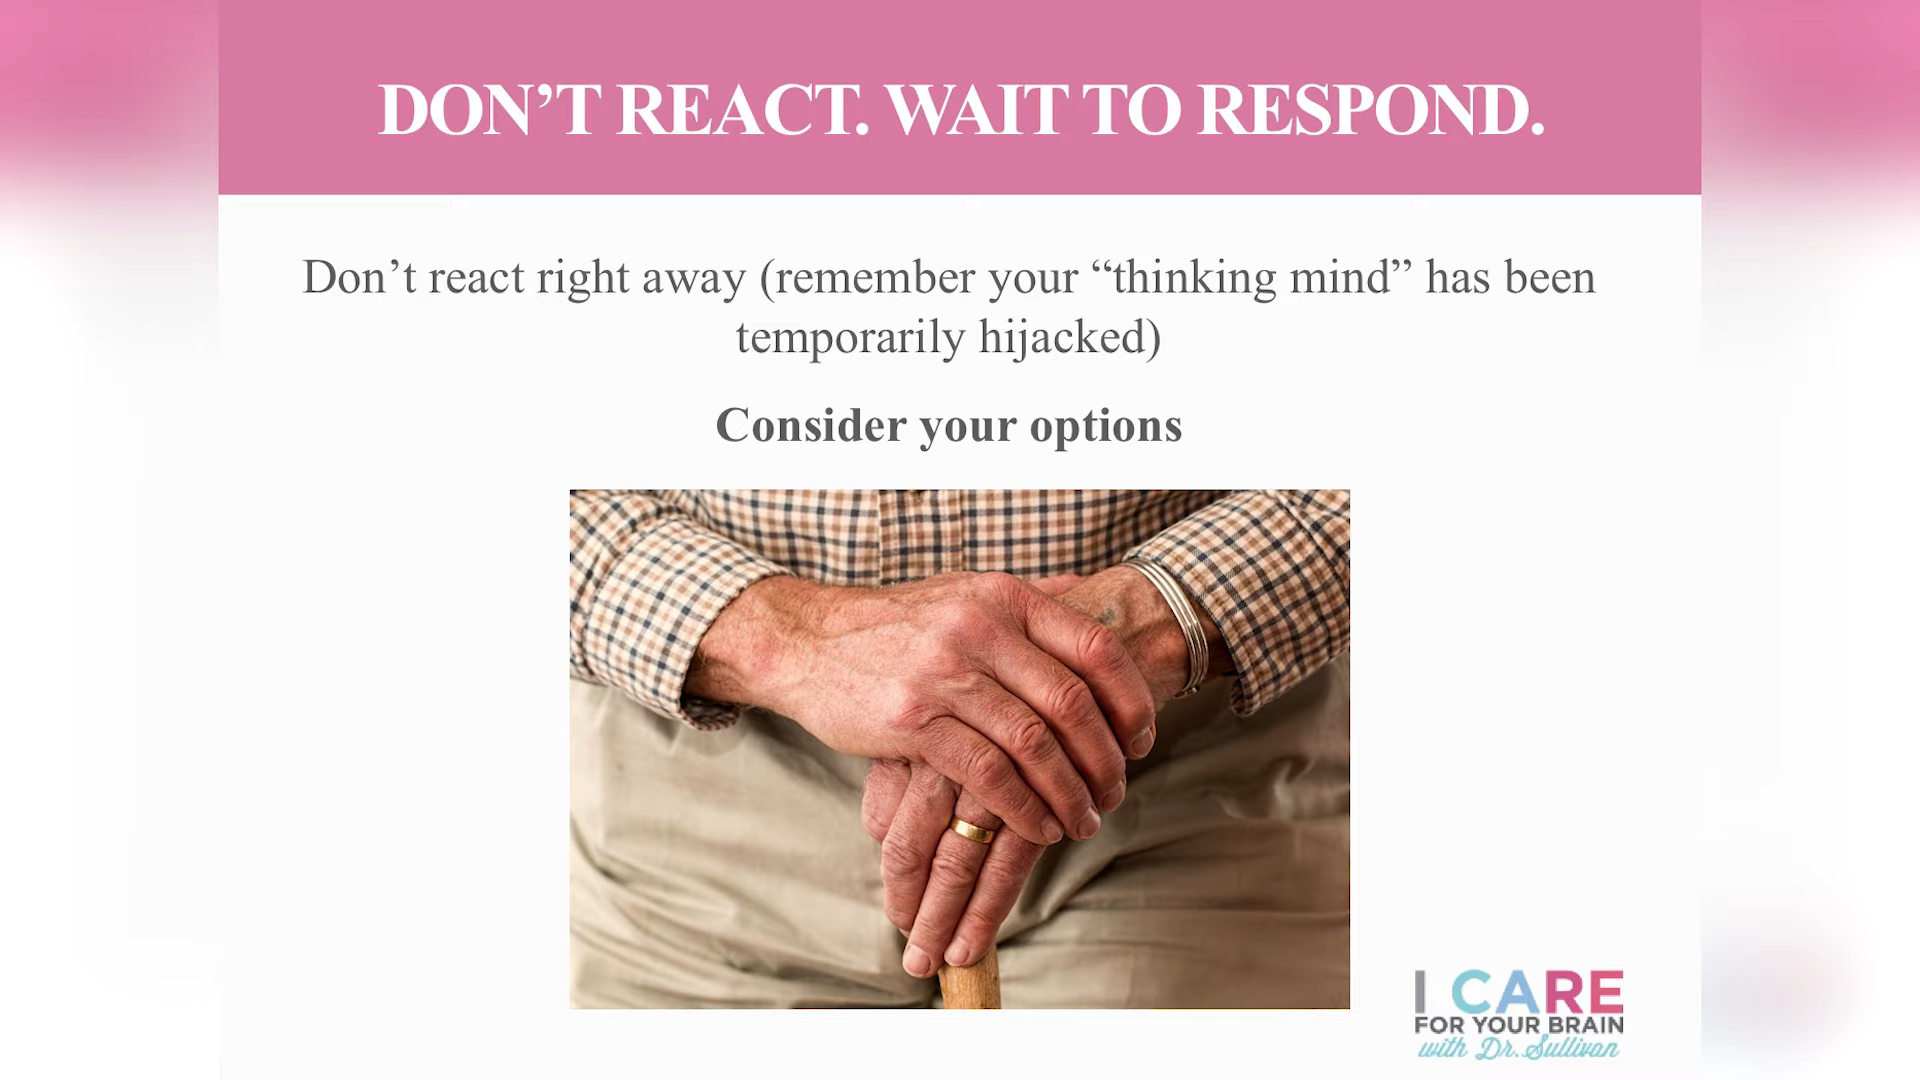 DON’T REACT. WAIT TO RESPOND.
Don’t react right away (remember your “thinking mind” has been
temporarily hijacked)
Consider your options
I CARE
FOR YOUR BRAIN
with Dr. Sullivan